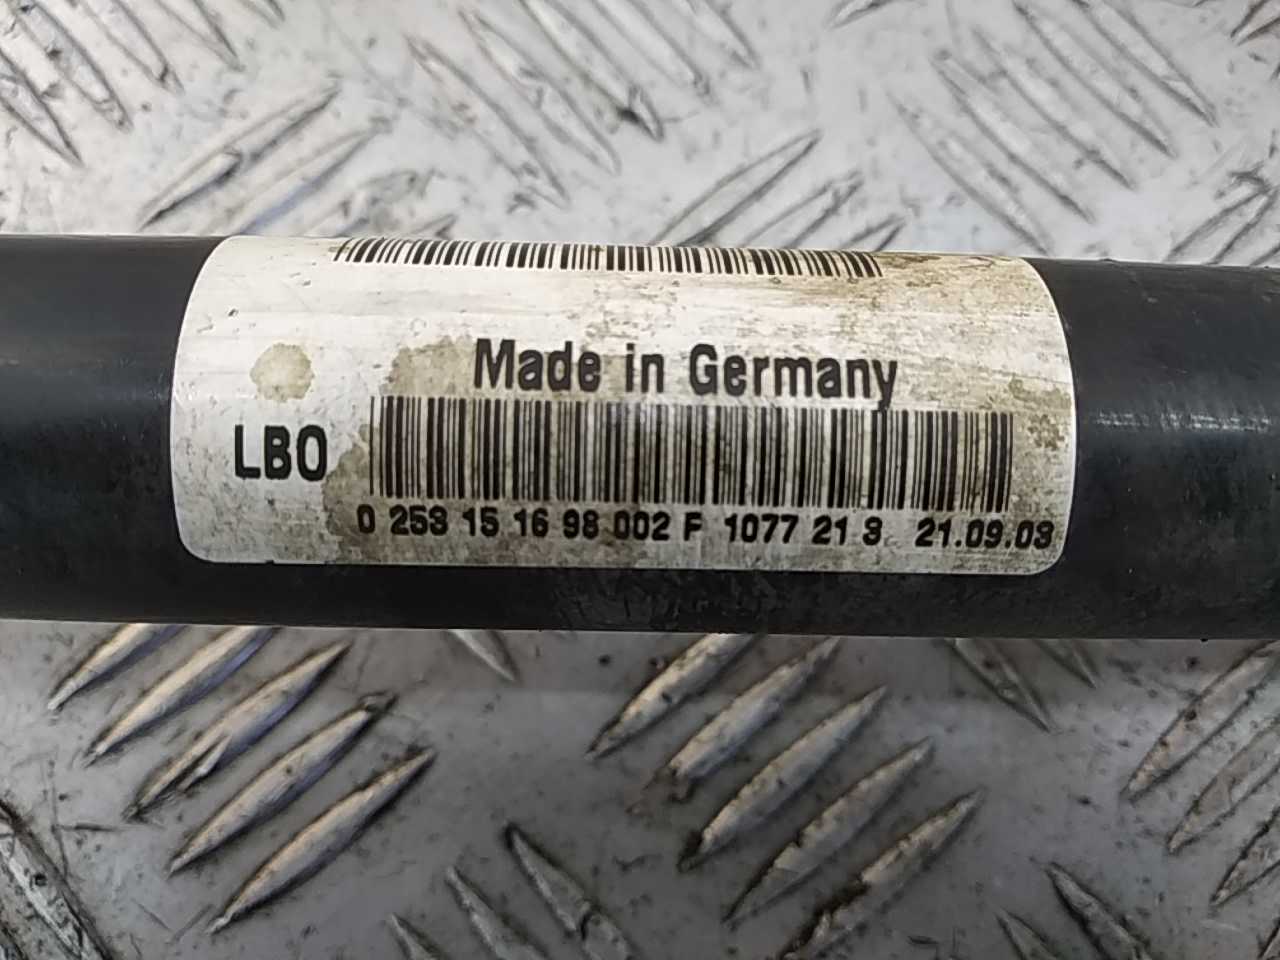 Made in Germany
LBO
0 253 15 16 98 002 F 1077 21 3 21.09.03